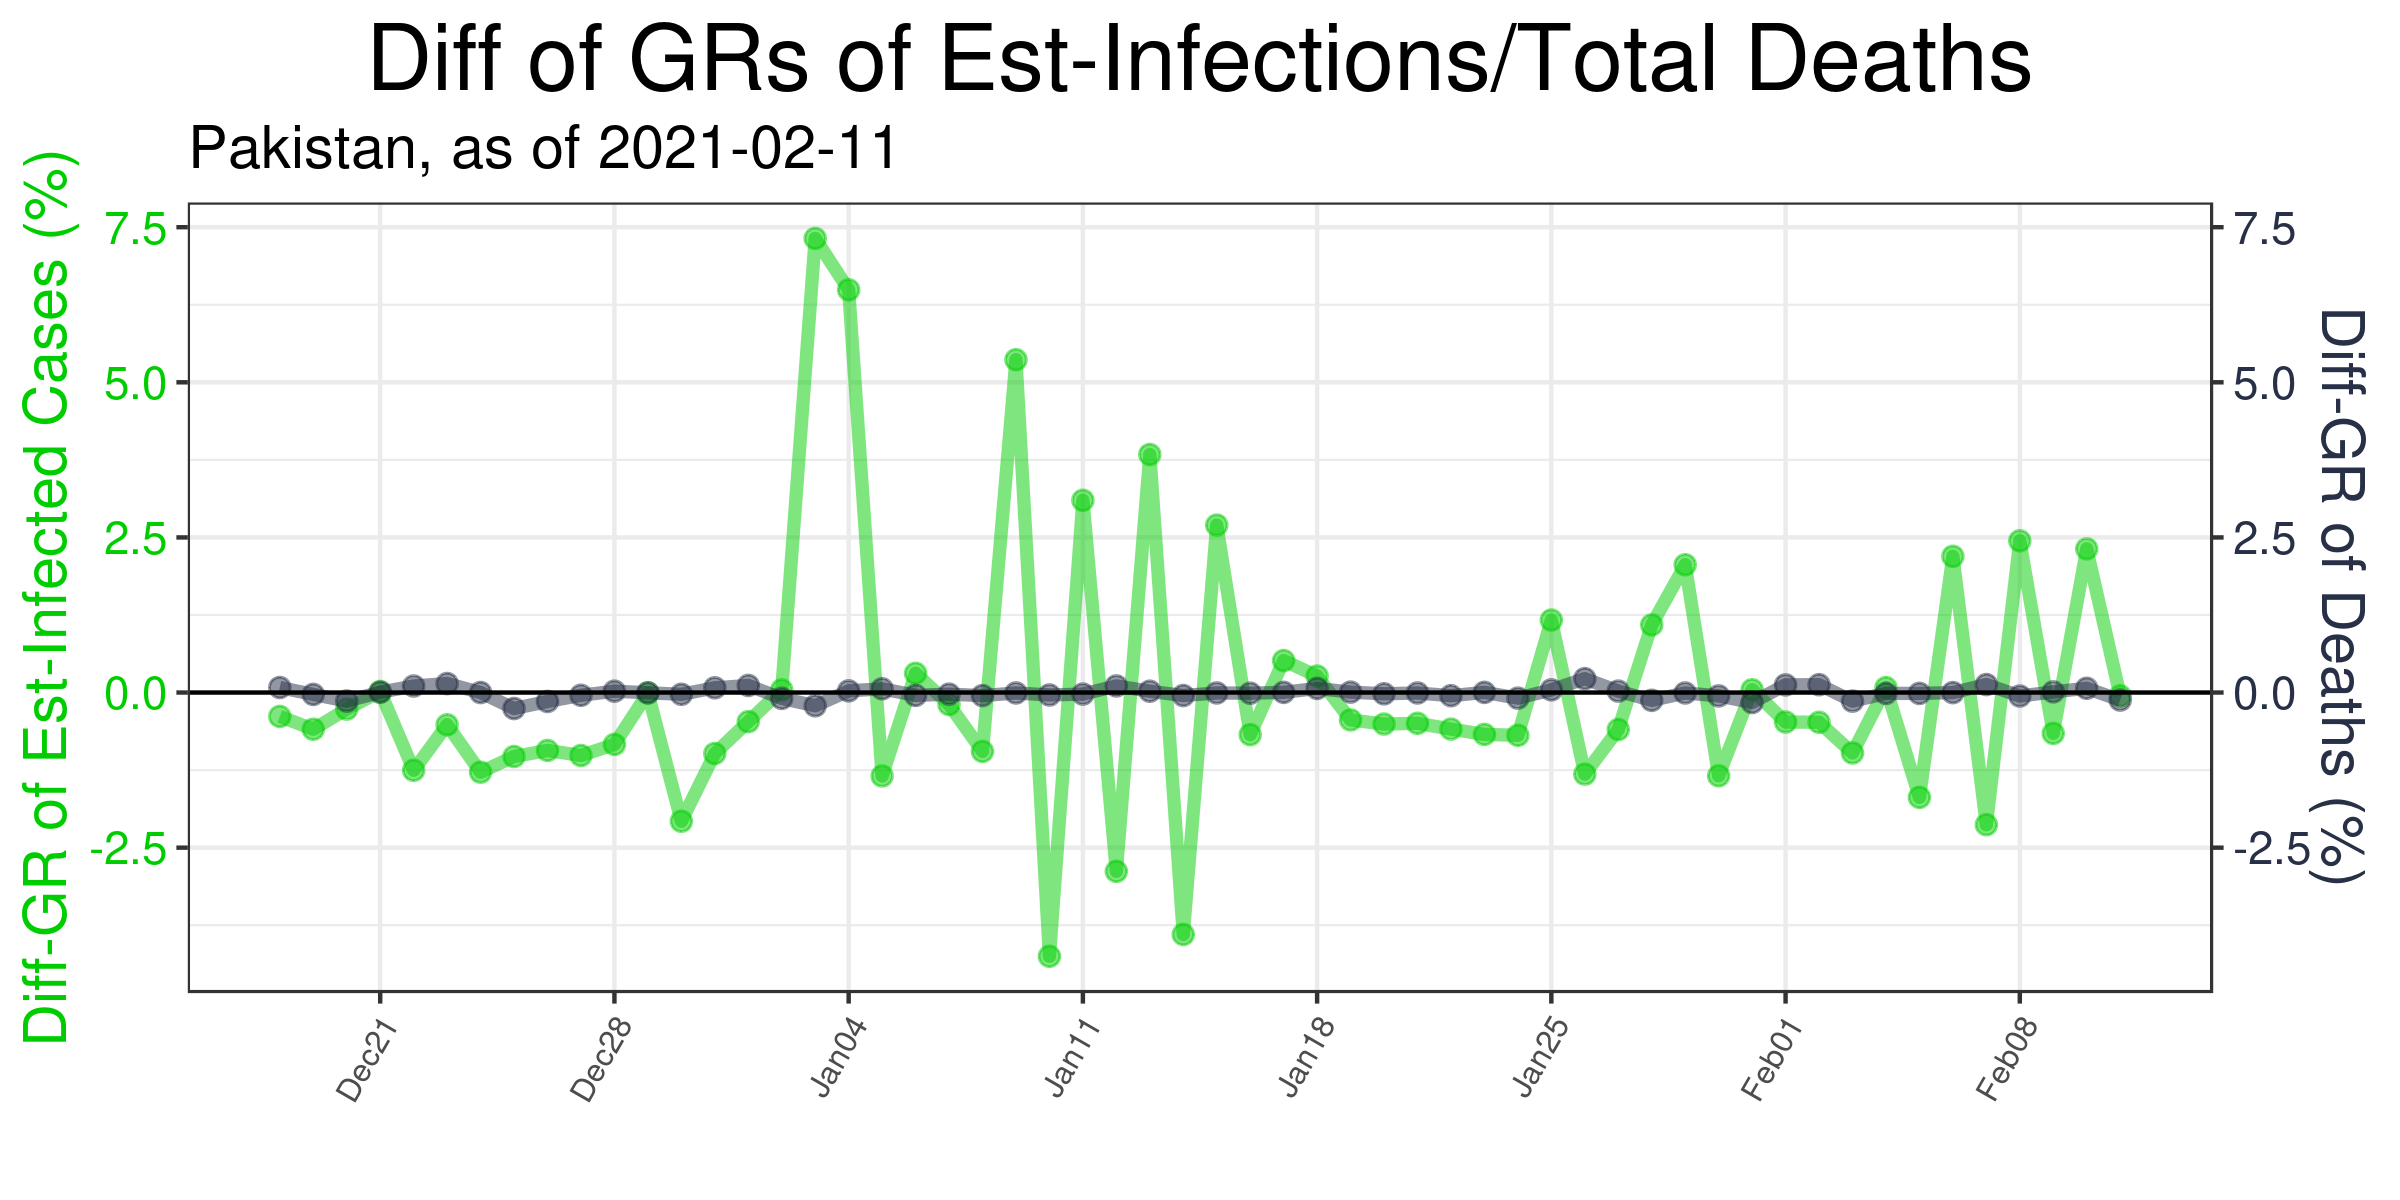 Diff of GRs of Est-Infections/Total Deaths
Pakistan, as of 2021-02-11
Diff-GR of Est-Infected Cases (%)
7.5
5.0
2.5
0.0
-2.5
7.5
5.0
2.5
0.0
-2.5
Diff-GR of Deaths (%)
Dec21
Dec28
Jan04
Jan11
Jan18
Jan25
Feb01
Feb08